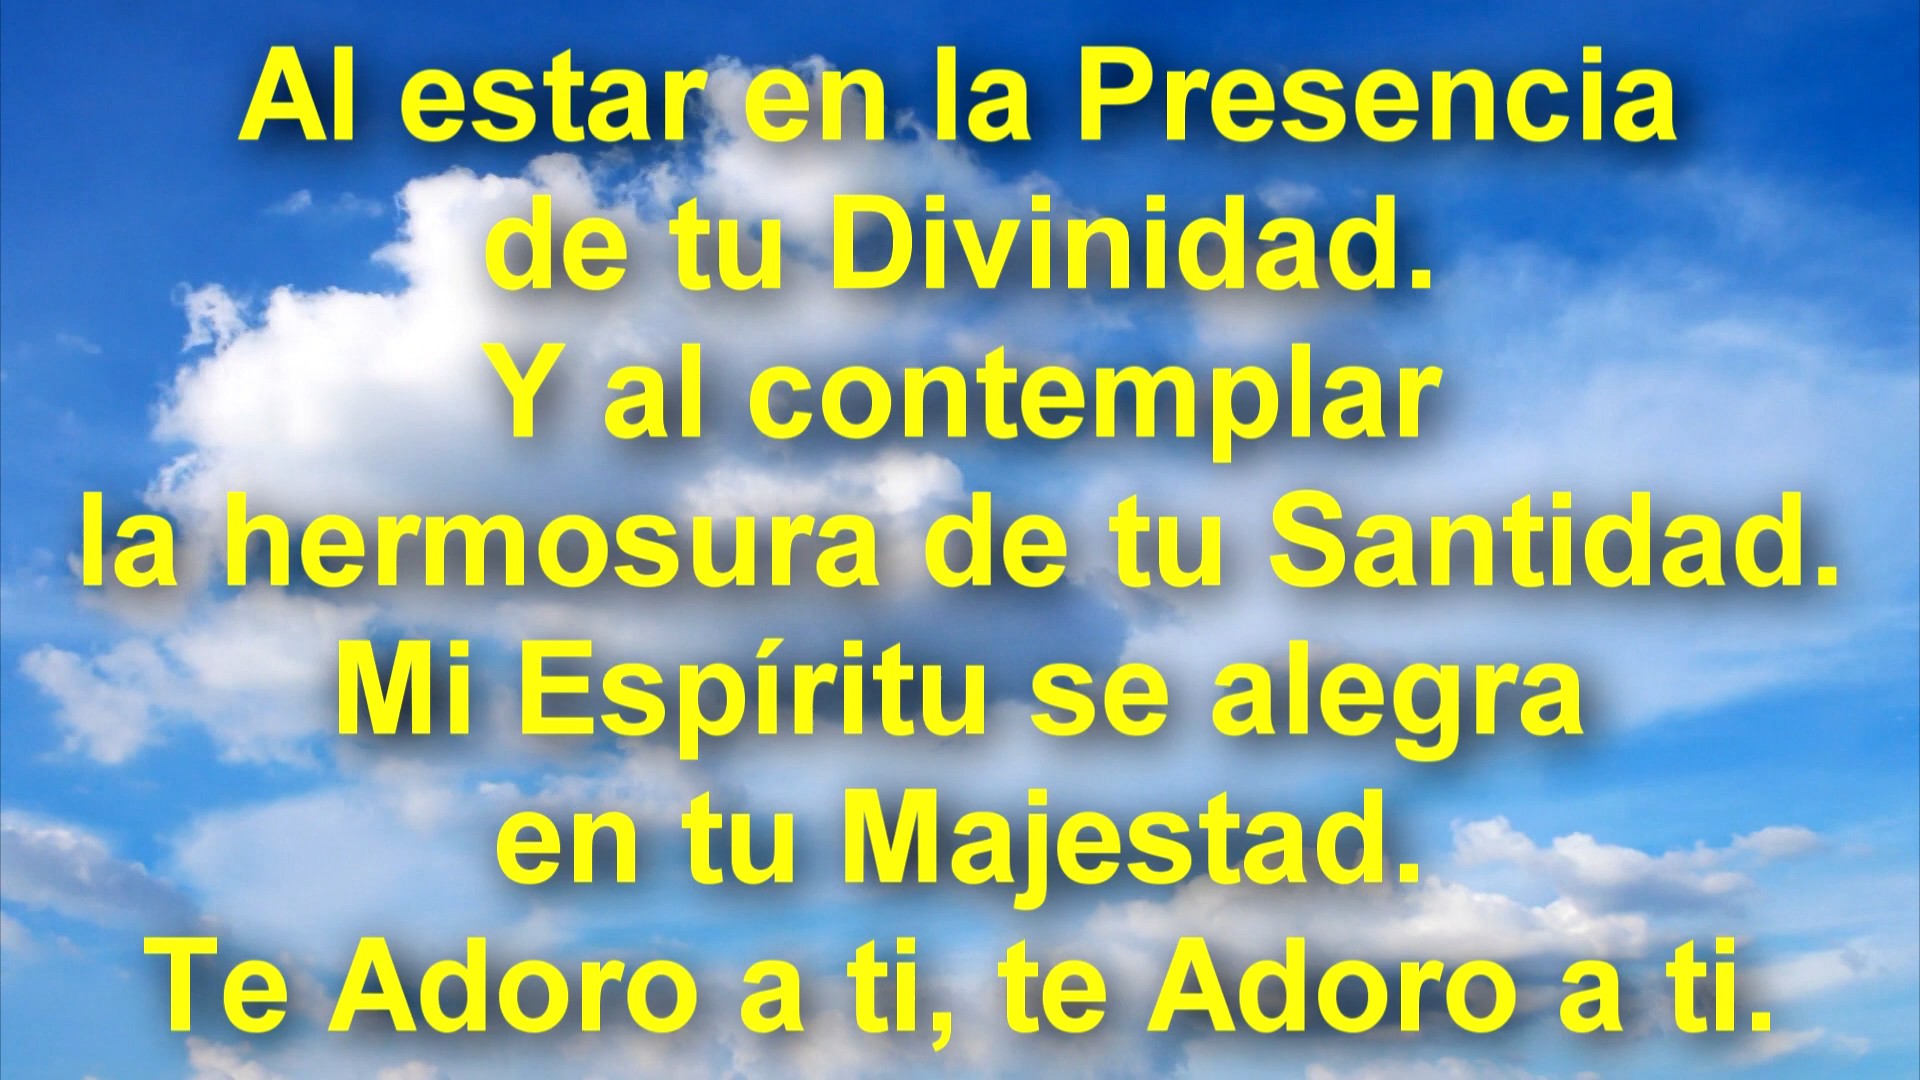 Al estar en la Presencia
de tu Divinidad.
Y al contemplar
la hermosura de tu Santidad.
Mi Espíritu se alegra
en tu Majestad.
Te Adoro a ti, te Adoro a ti.